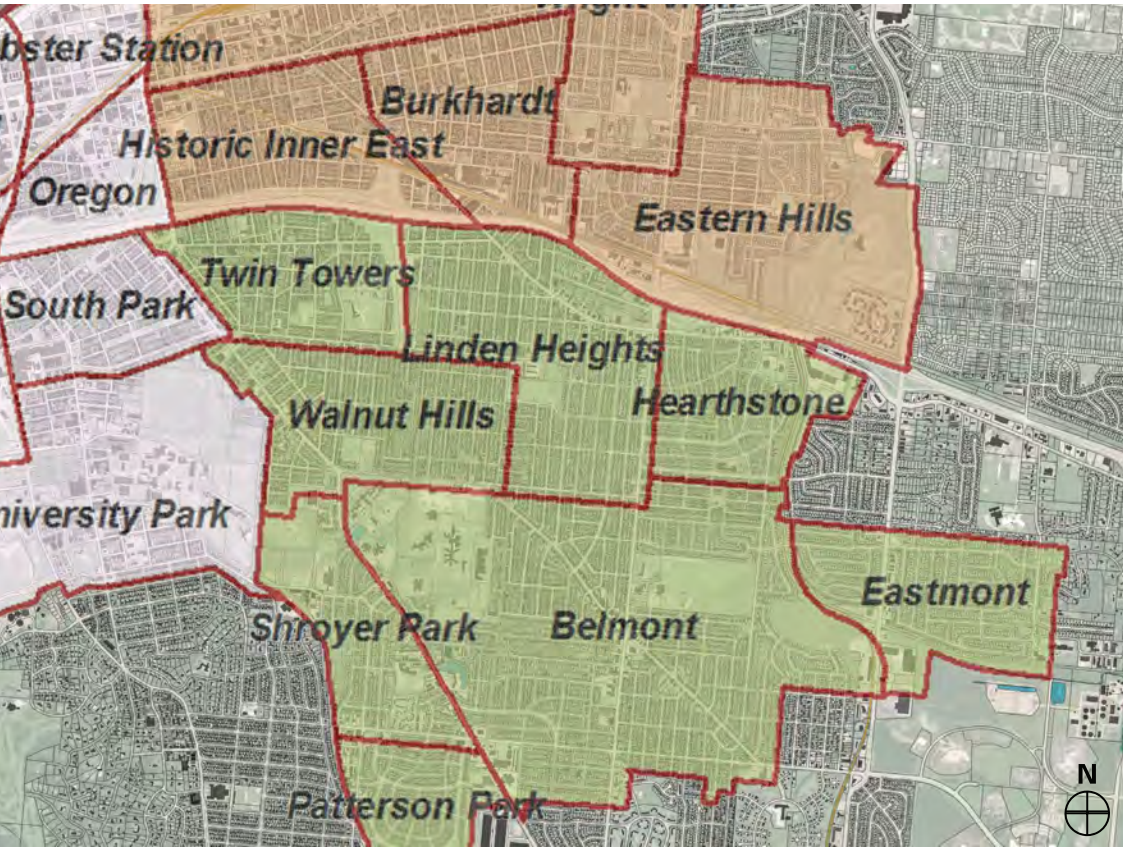 bster Station
Burkhardt
Historic Inner East
Oregon
Eastern Hills
Twin Towers
South Park
Linden Heights
Hearthstone
Walnut Hills
niversity Park
Eastmont
Shroyer Park
Belmont
Patterson Park
N